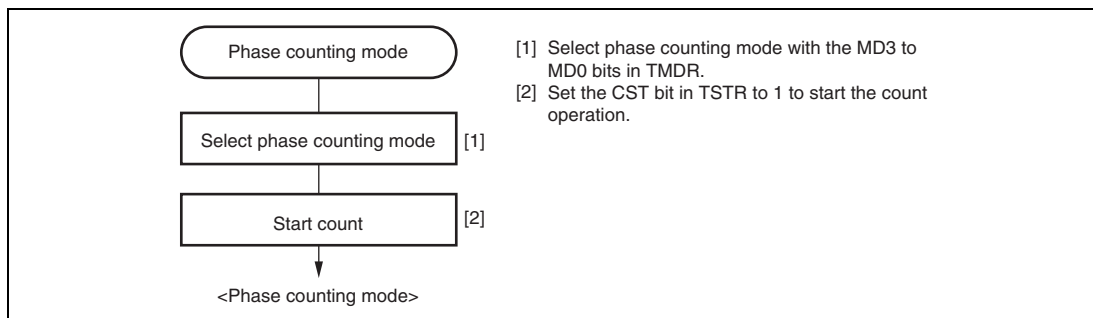 Phase counting mode
Select phase counting mode [1]
Start count [2]
<Phase counting mode>
[1] Select phase counting mode with the MD3 to
MD0 bits in TMDR.
[2] Set the CST bit in TSTR to 1 to start the count
operation.